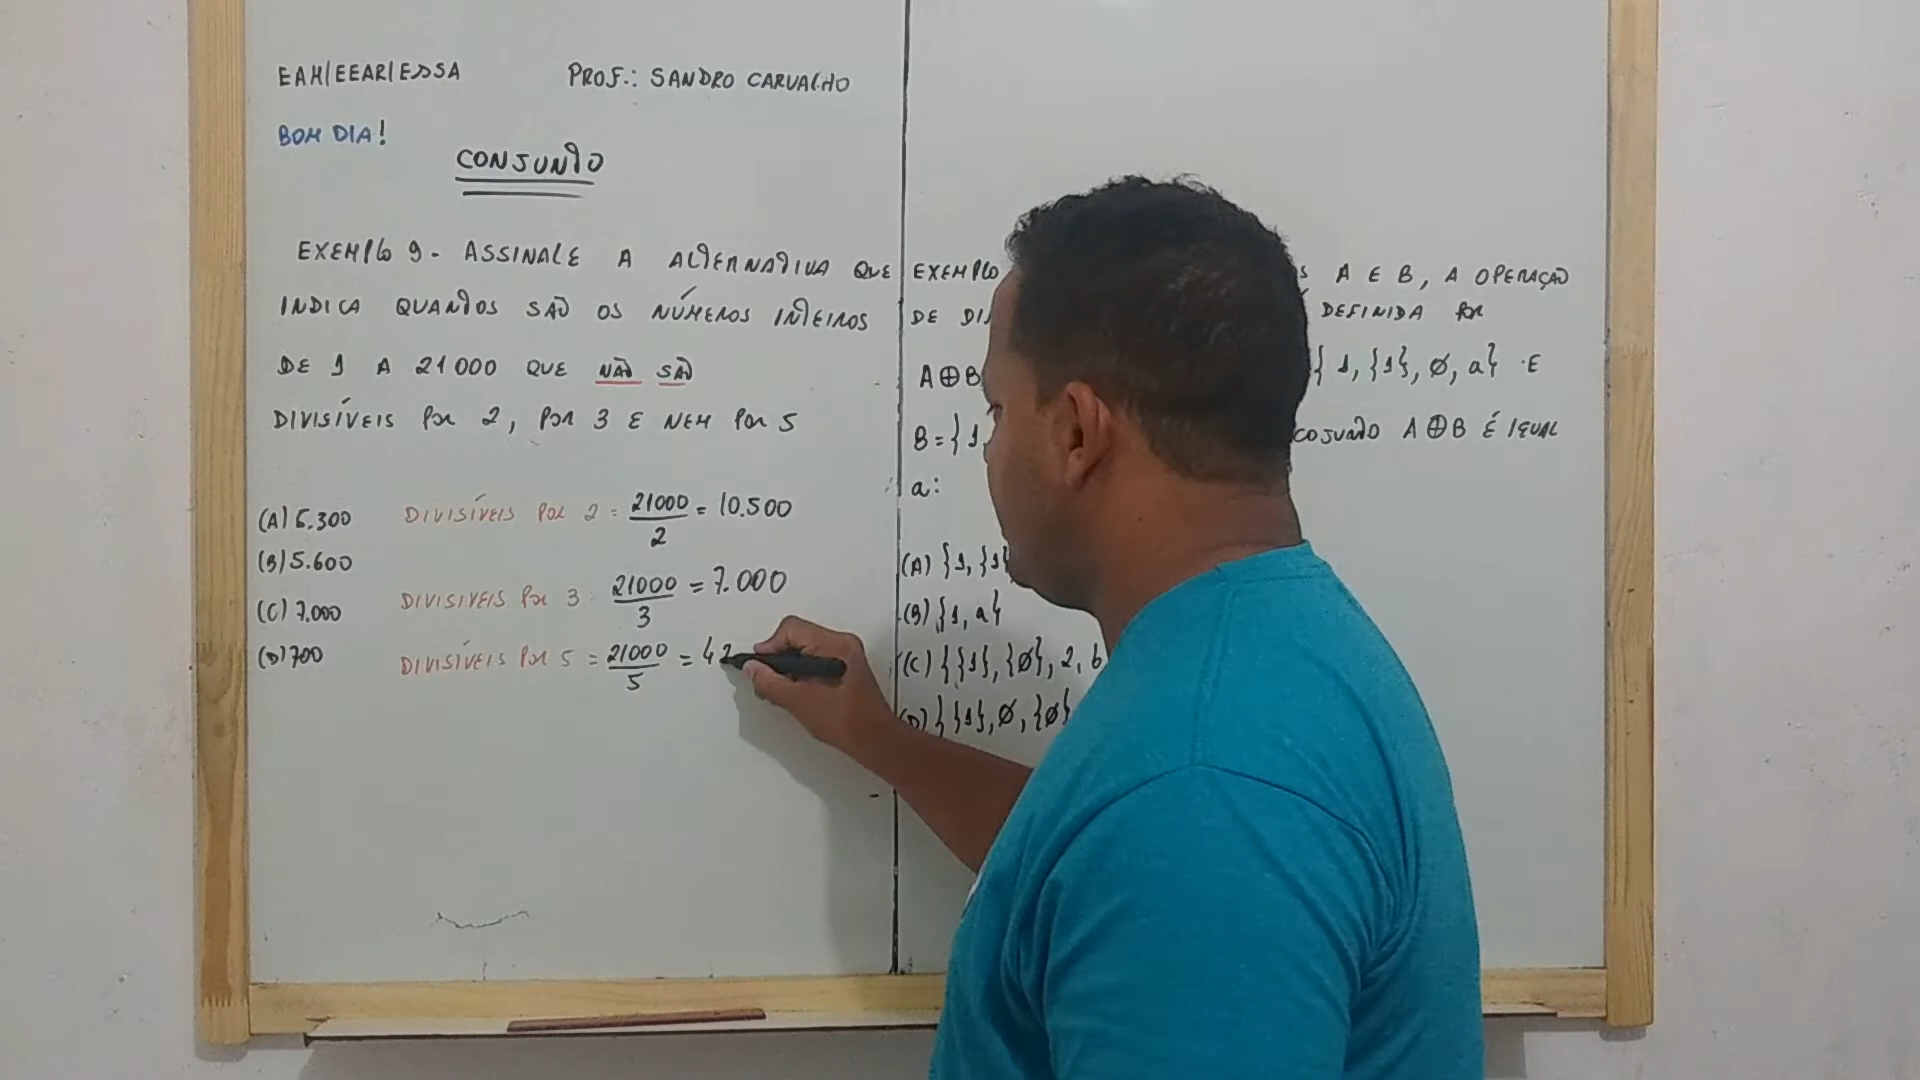 EAM/EEAR/ESSA
PROF.: SANDRO CARVALHO
BOM DIA!
CONJUNTO
EXEMPLO 9 - ASSINALE A ALTERNATIVA QUE
INDICA QUANTOS SÃO OS NÚMEROS INTEIROS
DE 1 A 21000 QUE NÃO SÃO
DIVISÍVEIS POR 2, POR 3 E NEM POR 5
(A) 5.300
(B) 5.600
(C) 7.000
(D) 700
DIVISÍVEIS POR 2 = 21000/2 = 10.500
DIVISIVEIS POR 3: 21000/3 = 7.000
DIVISÍVEIS POR 5 = 21000/5 = 42
EXEMPLO A E B, A OPERAÇÃO
DE DEFINIDA POR
A⊕B { 1, {1}, ∅, a} E
B = { 1, COJUNTO A⊕B É IGUAL
a:
(A) {1, {1}
(B) {1, a}
(C) { {1}, {∅}, 2, b
(D) { {1}, ∅, {∅}